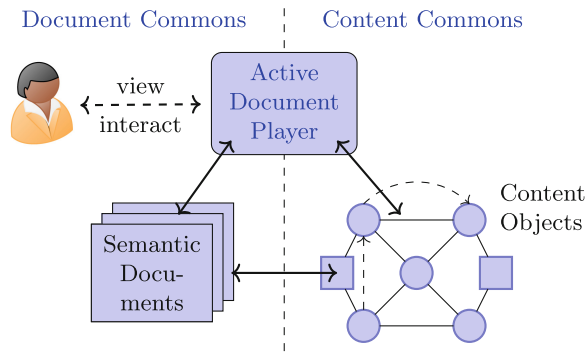 Document Commons
Content Commons
view
interact
Active
Document
Player
Content
Objects
Semantic
Docu-
ments